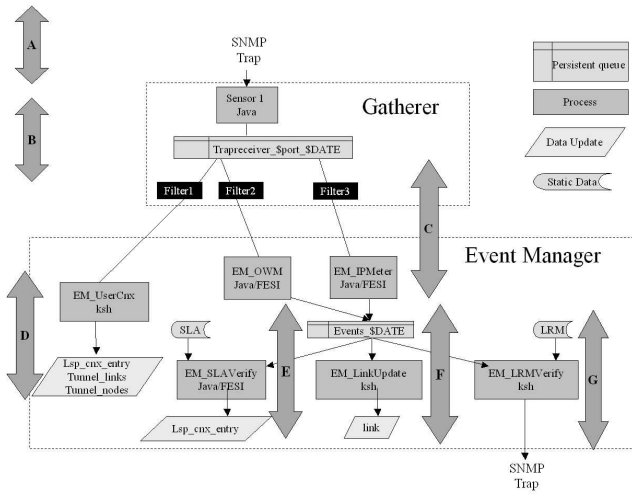 A
SNMP
Trap
Persistent queue
Sensor 1
Java
Gatherer
Process
B
Trapreceiver_$port_$DATE
Data Update
Filter1
Filter2
Filter3
Static Data
C
Event Manager
EM_OWM
Java/FESI
EM_IPMeter
Java/FESI
EM_UserCnx
ksh
D
SLA
Events_$DATE
LRM
Lsp_cnx_entry
Tunnel_links
Tunnel_nodes
EM_SLAVerify
Java/FESI
E
EM_LinkUpdate
ksh
F
EM_LRMVerify
ksh
G
Lsp_cnx_entry
link
SNMP
Trap